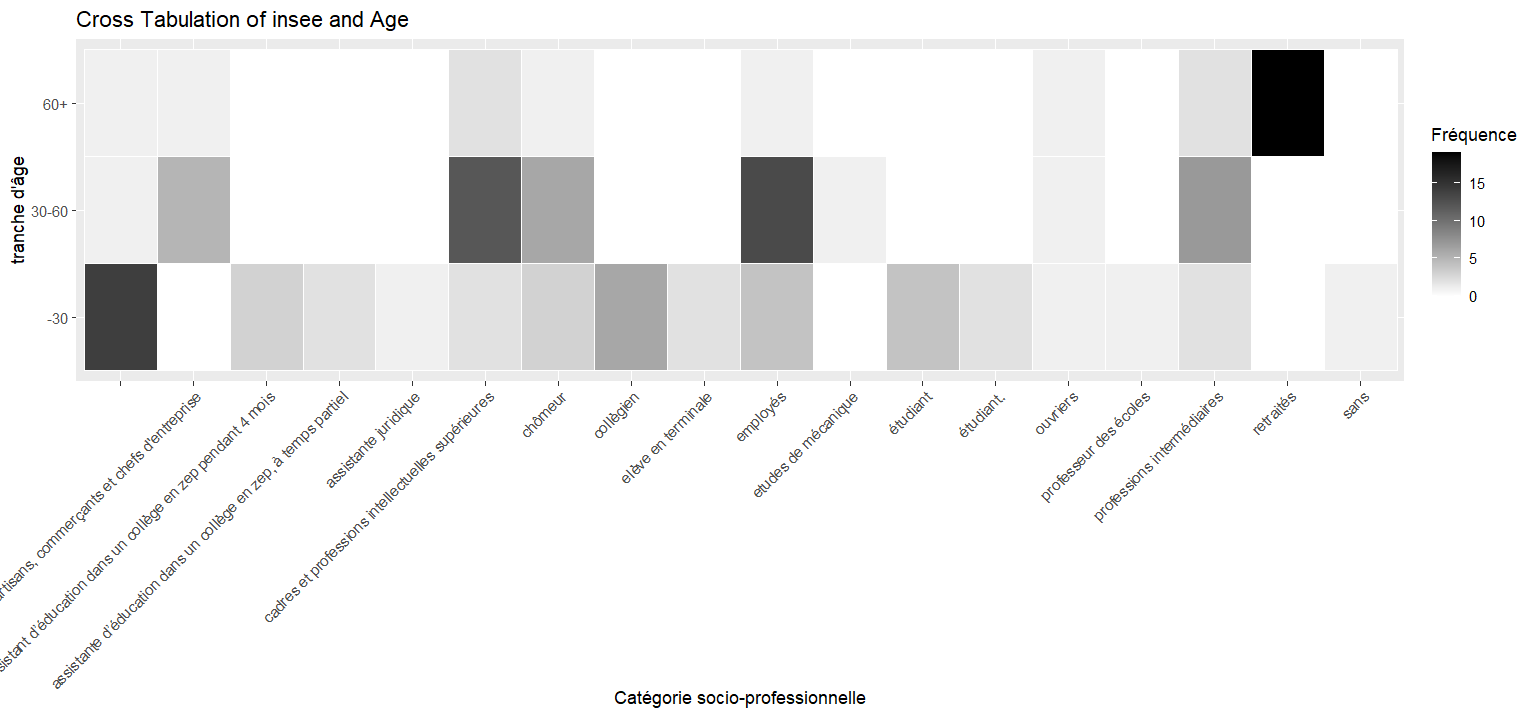 Cross Tabulation of insee and Age
tranche d'âge
60+
30-60
-30
commerçants et chefs d'entreprise
d'éducation dans un collège en zep pendant 4 mois
assistante d'éducation dans un collège en zep, à temps partiel
assistante juridique
cadres et professions intellectuelles supérieures
chômeur
collègien
elève en terminale
employés
etudes de mécanique
étudiant
étudiant.
ouvriers
professeur des écoles
professions intermédiaires
retraités
sans
Catégorie socio-professionnelle
Fréquence
15
10
5
0